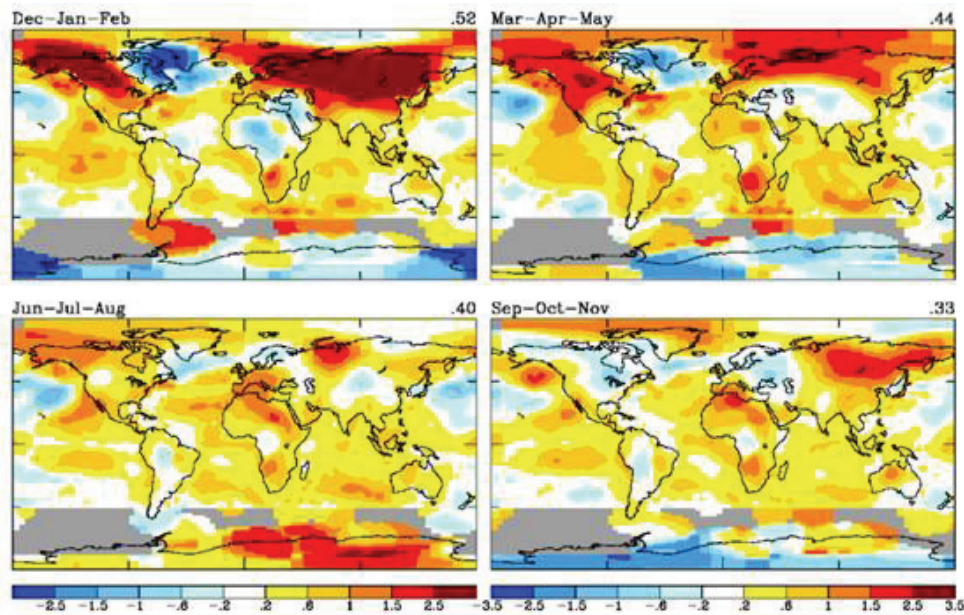 Dec-Jan-Feb .52
Mar-Apr-May .44
Jun-Jul-Aug .40
Sep-Oct-Nov .33
-2.5 -1.5 -1 -.6 -.2 .2 .6 1 1.5 2.5 -3.5 -2.5 -1.5 -1 -.6 -.2 .2 .6 1 1.5 2.5